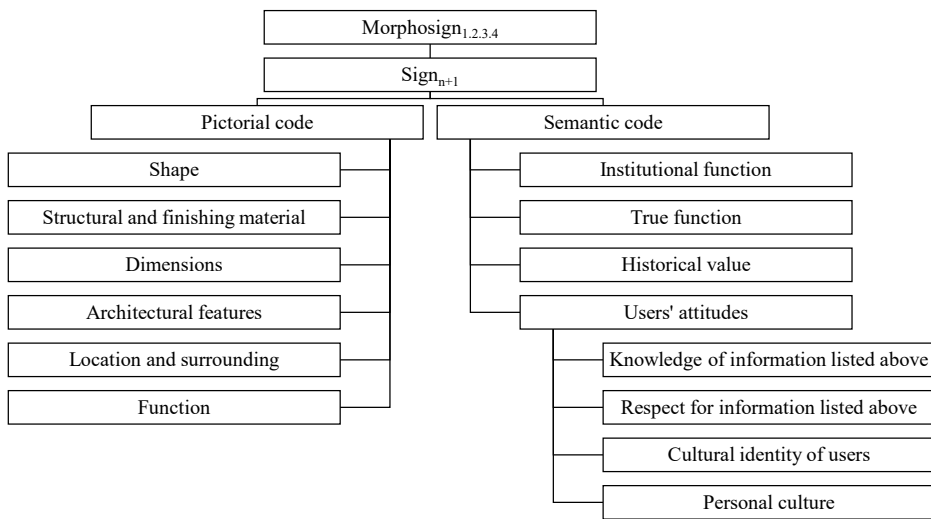 Morphosign1.2.3.4
Signn+1
Pictorial code
Semantic code
Shape
Structural and finishing material
Dimensions
Architectural features
Location and surrounding
Function
Institutional function
True function
Historical value
Users' attitudes
Knowledge of information listed above
Respect for information listed above
Cultural identity of users
Personal culture